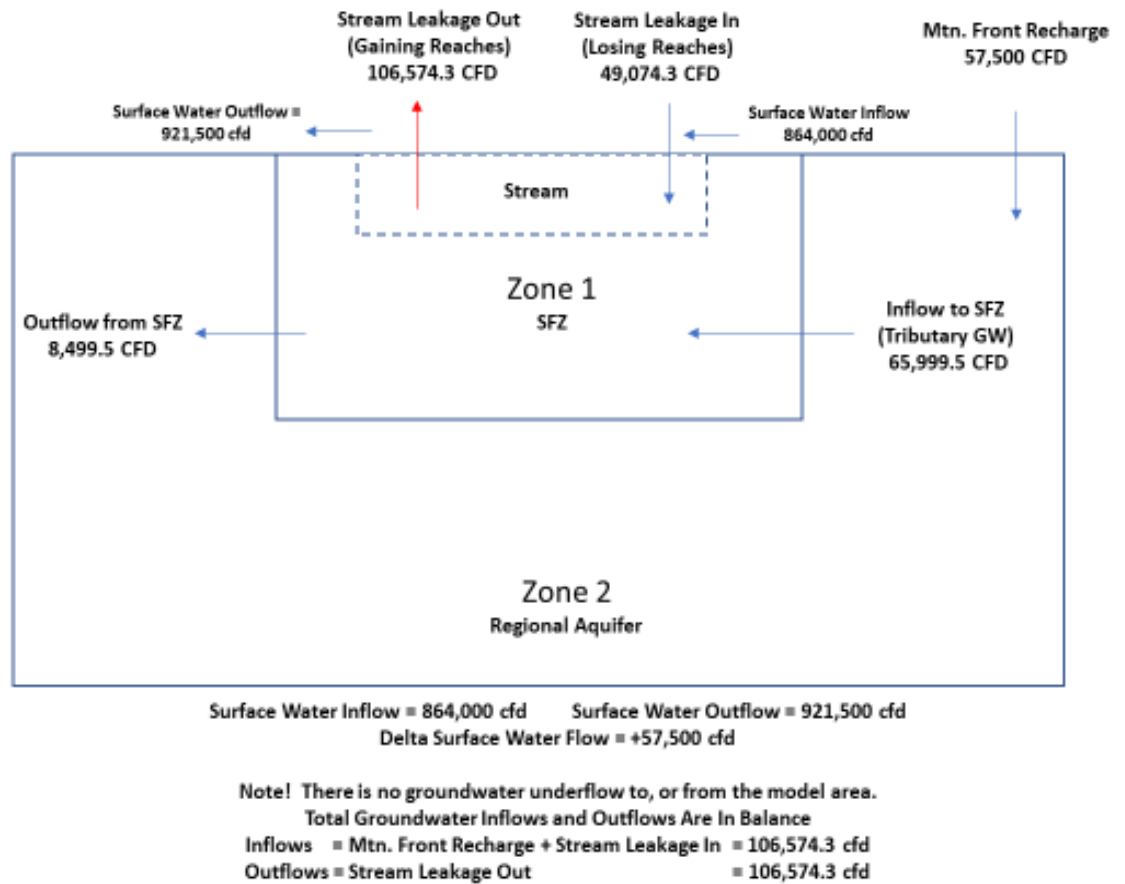 Stream Leakage Out
(Gaining Reaches)
106,574.3 CFD
Stream Leakage In
(Losing Reaches)
49,074.3 CFD
Mtn. Front Recharge
57,500 CFD
Surface Water Outflow =
921,500 cfd
Surface Water Inflow
864,000 cfd
Stream
Zone 1
SFZ
Outflow from SFZ
8,499.5 CFD
Inflow to SFZ
(Tributary GW)
65,999.5 CFD
Zone 2
Regional Aquifer
Surface Water Inflow = 864,000 cfd Surface Water Outflow = 921,500 cfd
Delta Surface Water Flow = +57,500 cfd
Note! There is no groundwater underflow to, or from the model area.
Total Groundwater Inflows and Outflows Are In Balance
Inflows = Mtn. Front Recharge + Stream Leakage In = 106,574.3 cfd
Outflows = Stream Leakage Out = 106,574.3 cfd